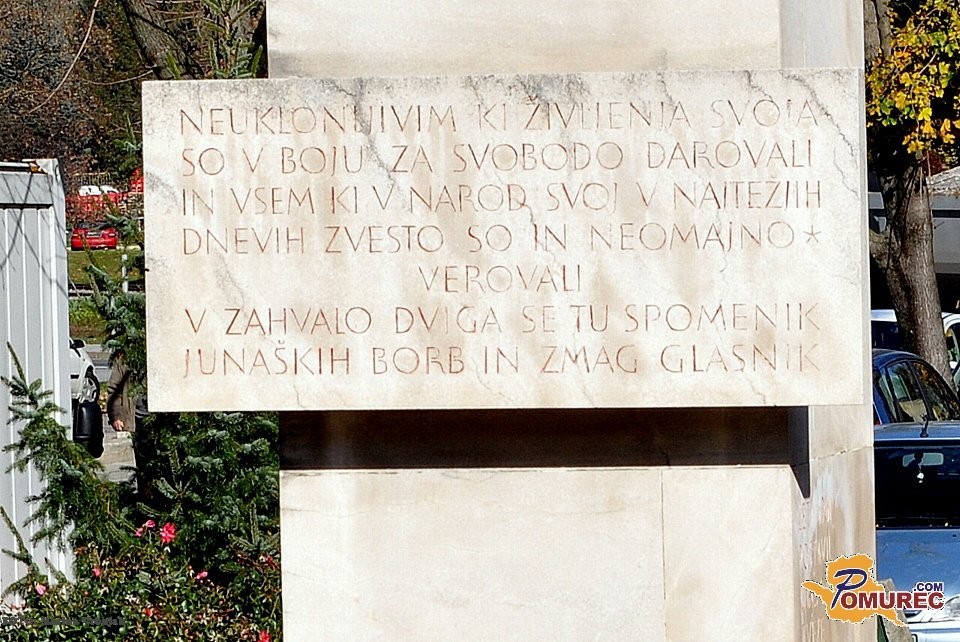 NEUKLONLJIVIM KI ŽIVLJENJA SVOJA
SO V BOJU ZA SVOBODO DAROVALI
IN VSEM KI V NAROD SVOJ V NAJTEŽJIH
DNEVIH ZVESTO SO IN NEOMAJNO *
VEROVALI
V ZAHVALO DVIGA SE TU SPOMENIK
JUNAŠKIH BORB IN ZMAG GLASNIK
POMUREC.COM